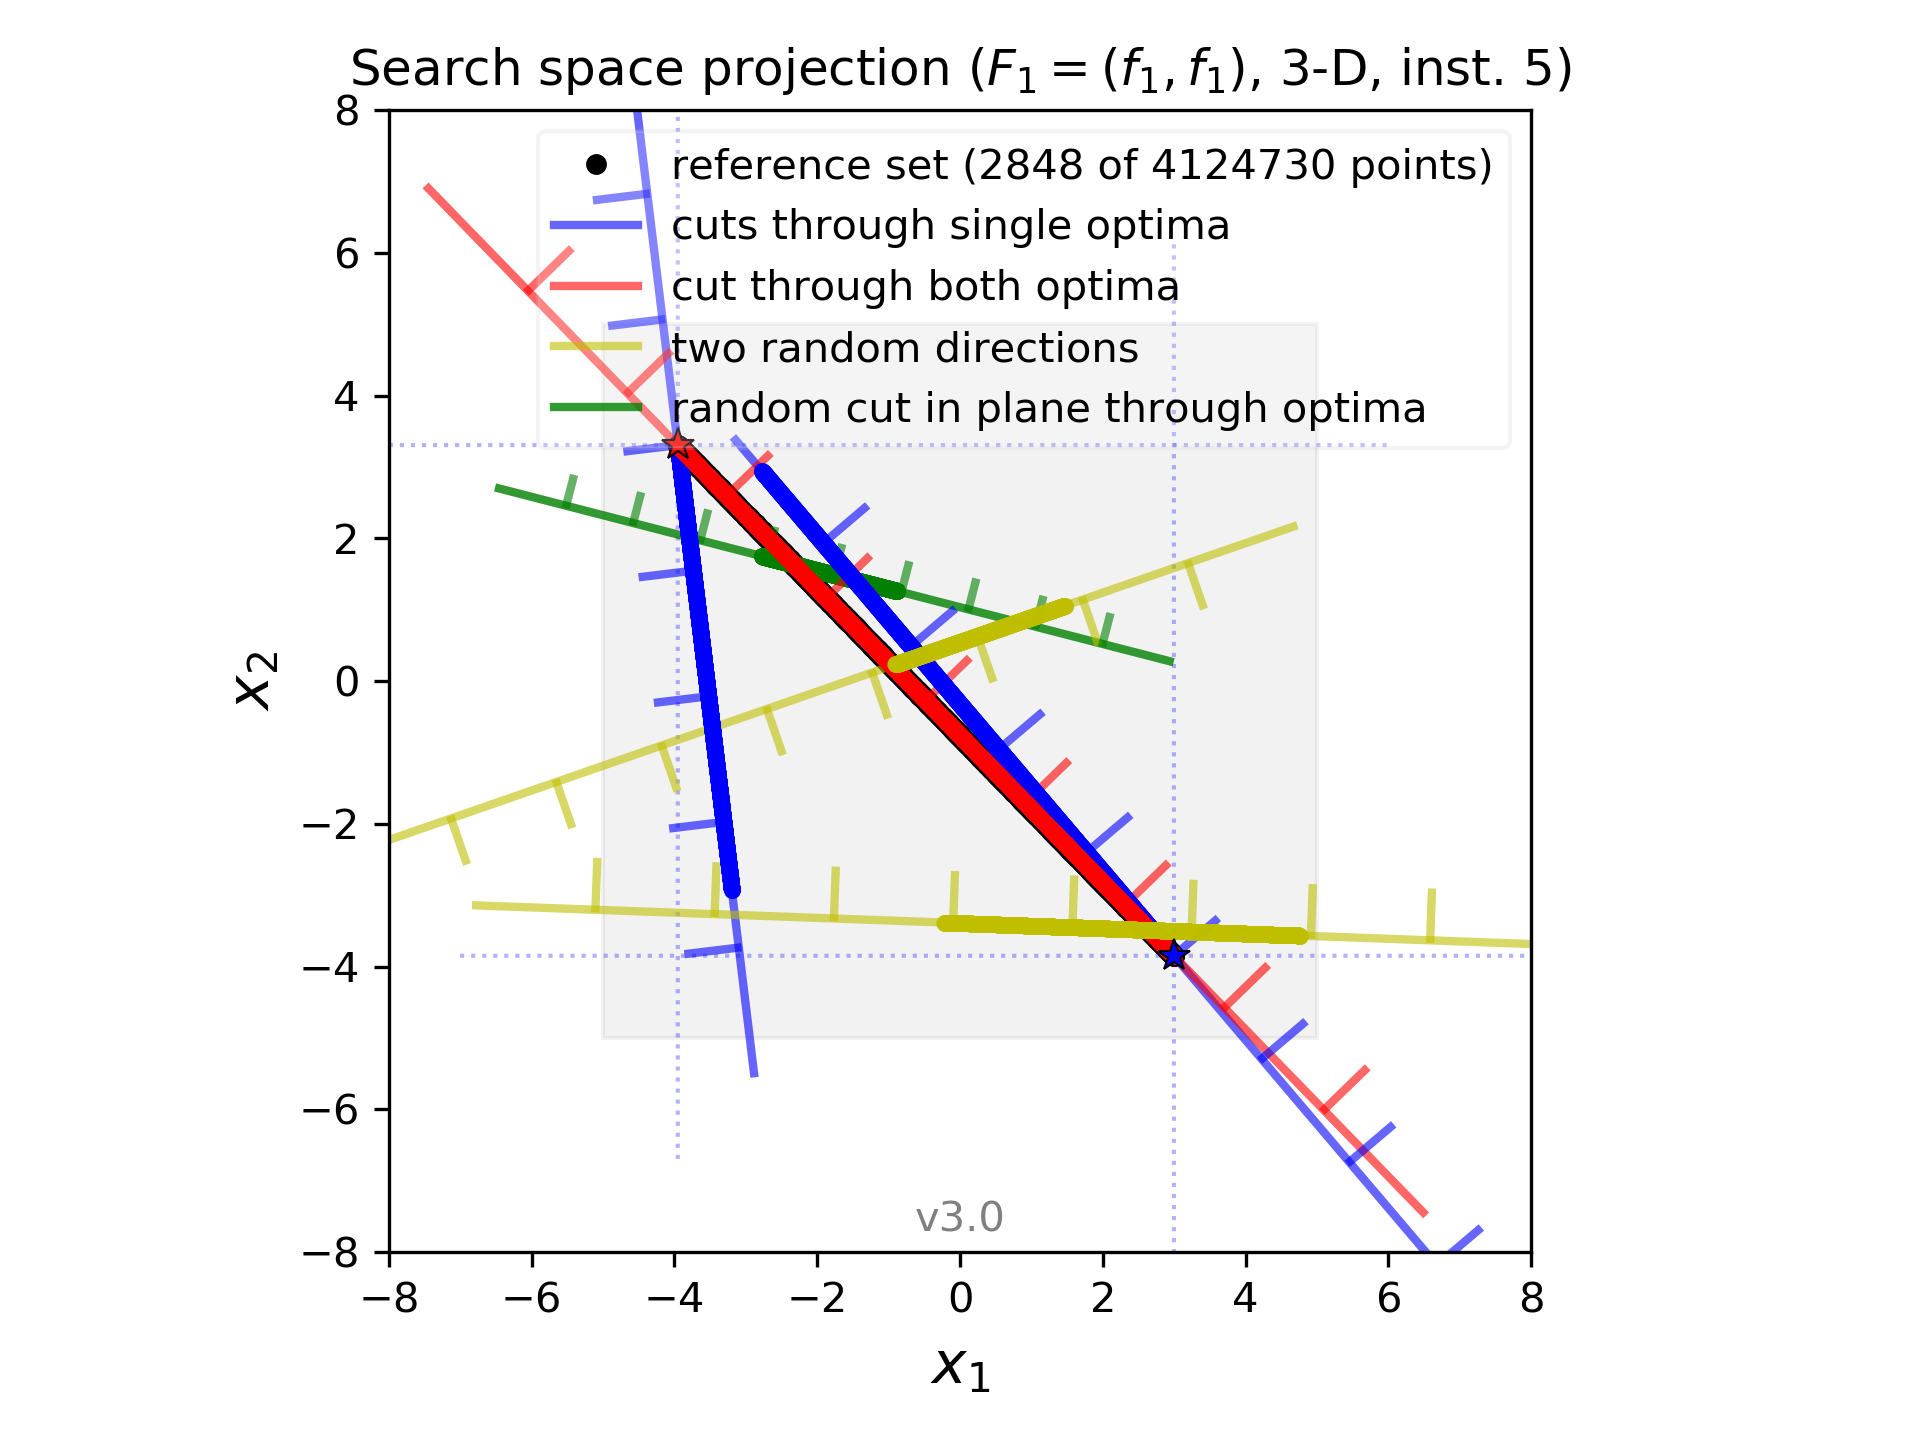 Search space projection (F₁ = (f₁, f₁), 3-D, inst. 5)
reference set (2848 of 4124730 points)
cuts through single optima
cut through both optima
two random directions
random cut in plane through optima
8
6
4
2
0
−2
−4
−6
−8
x₂
v3.0
−8 −6 −4 −2 0 2 4 6 8
x₁